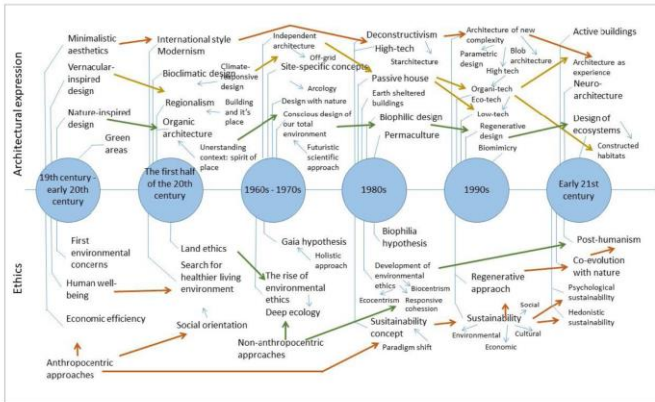 Architectural expression
Ethics
Minimalistic
aesthetics
Vernacular-
inspired
design
Nature-inspired
design
Green
areas
19th century -
early 20th
century
First
environmental
concerns
Human well-
being
Economic efficiency
Anthropocentric
approaches
International style
Modernism
Bioclimatic design
Climate-
responsive
design
Regionalism
Building
and it's
place
Organic
architecture
Unerstanding
context: spirit of
place
The first half
of the 20th
century
Land ethics
Search for
healthier living
environment
Social orientation
Independent
architecture
Off-grid
Site-specific concepts
Arcology
Design with nature
Conscious design of
our total
environment
Futuristic
scientific
approach
1960s - 1970s
Gaia hypothesis
Holistic
approach
The rise of
environmental
ethics
Deep ecology
Non-anthropocentric
approaches
Deconstructivism
High-tech
Starchitecture
Passive house
Earth sheltered
buildings
Biophilic design
Permaculture
1980s
Biophilia
hypothesis
Development of
environmental
ethics
Biocentrism
Ecocentrism
Responsive
cohession
Susitainability
concept
Paradigm shift
Architecture of new
complexity
Parametric
design
Blob
architecture
High tech
Organi-tech
Eco-tech
Low-tech
Regenerative
design
Biomimicry
1990s
Regenerative
appraoch
Social
Sustainability
Environmental
Cultural
Economic
Active buildings
Architecture as
experience
Neuro-
architecture
Design of
ecosystems
Constructed
habitats
Early 21st
century
Post-humanism
Co-evolution
with nature
Psychological
sustainability
Hedonistic
sustainability